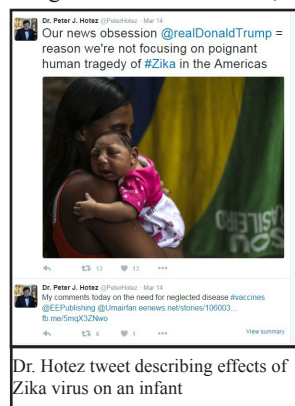 Dr. Peter J. Hotez @PeterHotez · Mar 14
Our news obsession @realDonaldTrump =
reason we're not focusing on poignant
human tragedy of #Zika in the Americas
SOU
BRASILEIRO
13 13
Dr. Peter J. Hotez @PeterHotez · Mar 14
My comments today on the need for neglected disease #vaccines
@EEPublishing @Umairfan eenews.net/stories/106003...
fb.me/5mqX3ZNwo
6 1 View summary
Dr. Hotez tweet describing effects of
Zika virus on an infant